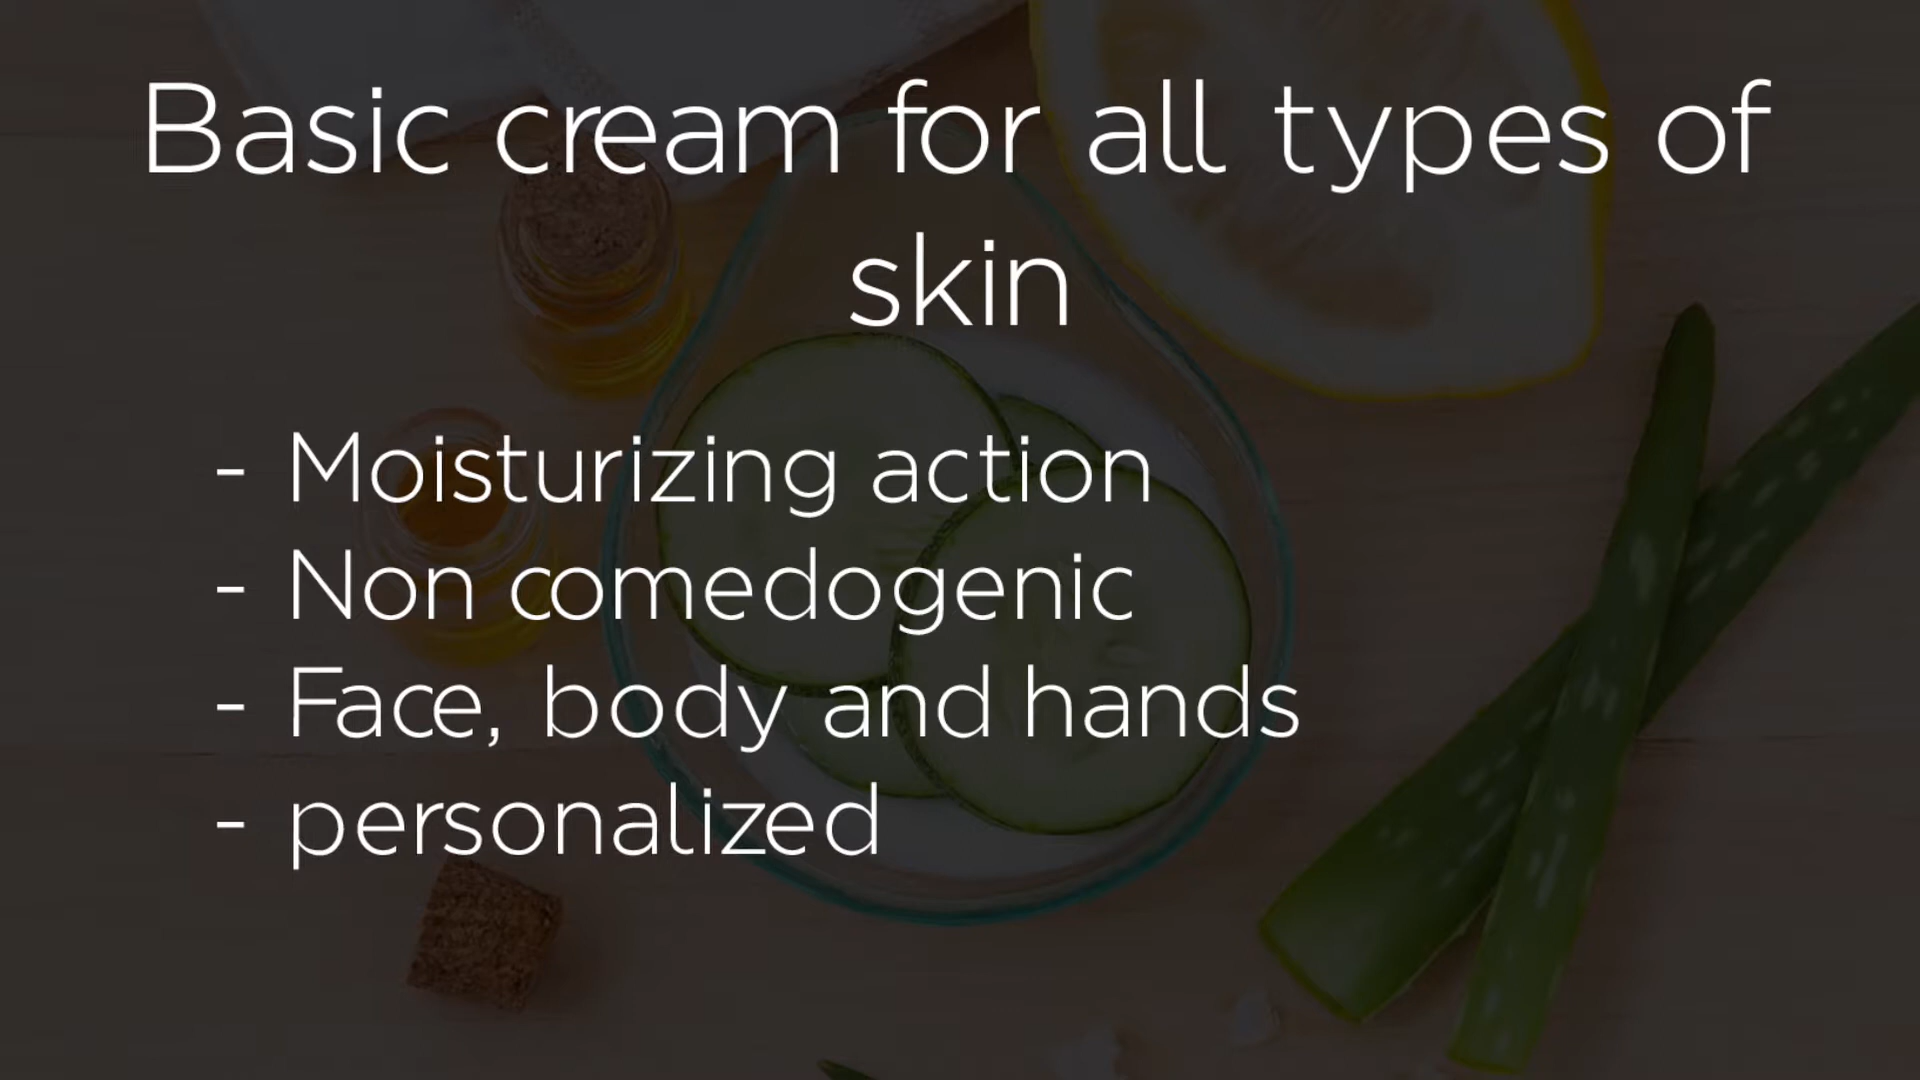 Basic cream for all types of
skin
- Moisturizing action
- Non comedogenic
- Face, body and hands
- personalized